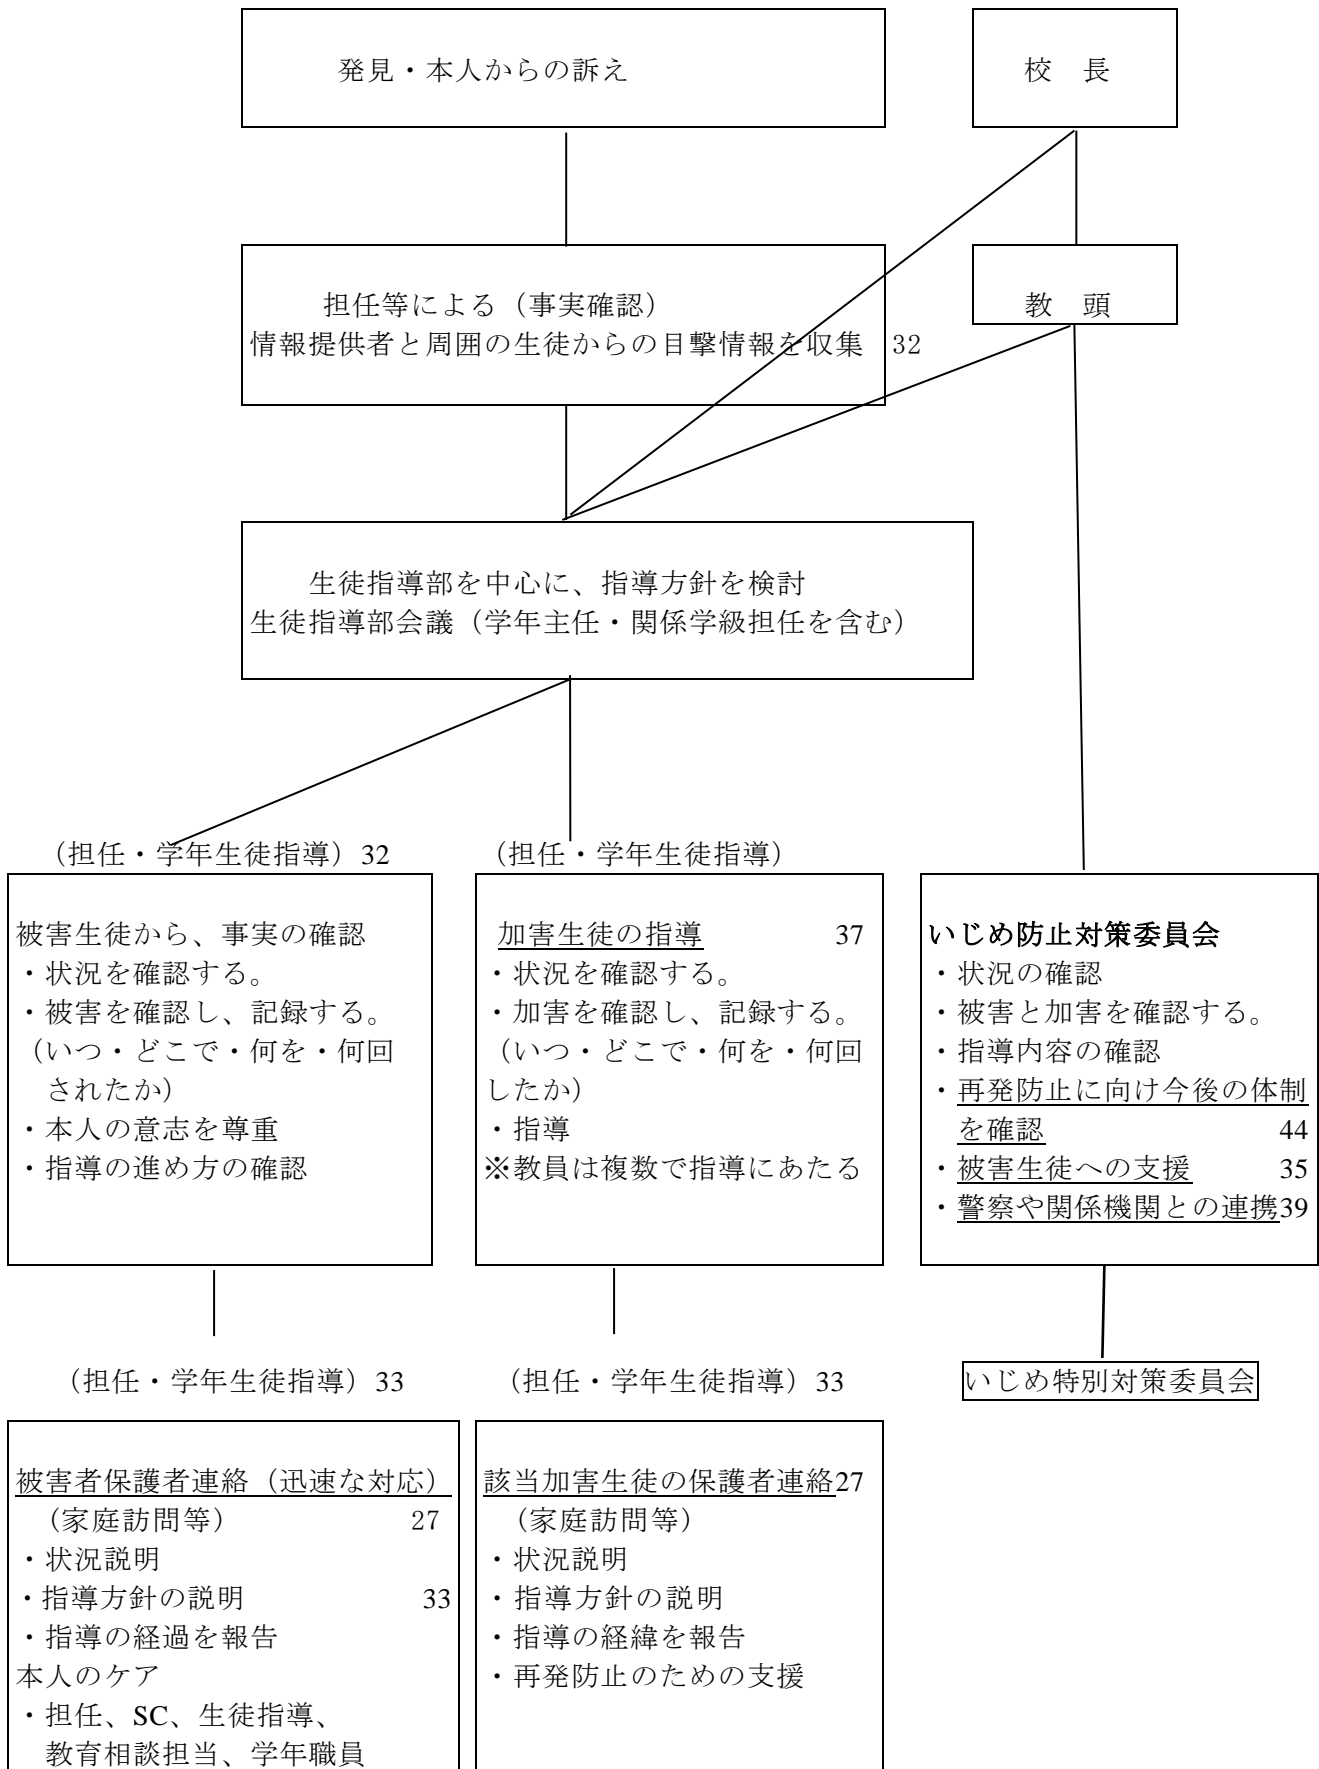 発見・本人からの訴え
校 長
担任等による（事実確認）
情報提供者と周囲の生徒からの目撃情報を収集 32
教 頭
生徒指導部を中心に、指導方針を検討
生徒指導部会議（学年主任・関係学級担任を含む）
（担任・学年生徒指導）32
被害生徒から、事実の確認
・状況を確認する。
・被害を確認し、記録する。
（いつ・どこで・何を・何回
されたか）
・本人の意志を尊重
・指導の進め方の確認
（担任・学年生徒指導）
加害生徒の指導 37
・状況を確認する。
・加害を確認し、記録する。
（いつ・どこで・何を・何回
したか）
・指導
※教員は複数で指導にあたる
いじめ防止対策委員会
・状況の確認
・被害と加害を確認する。
・指導内容の確認
・再発防止に向け今後の体制
を確認 44
・被害生徒への支援 35
・警察や関係機関との連携39
（担任・学年生徒指導）33
被害者保護者連絡（迅速な対応）
（家庭訪問等） 27
・状況説明
・指導方針の説明 33
・指導の経過を報告
本人のケア
・担任、SC、生徒指導、
教育相談担当、学年職員
（担任・学年生徒指導）33
該当加害生徒の保護者連絡27
（家庭訪問等）
・状況説明
・指導方針の説明
・指導の経緯を報告
・再発防止のための支援
いじめ特別対策委員会